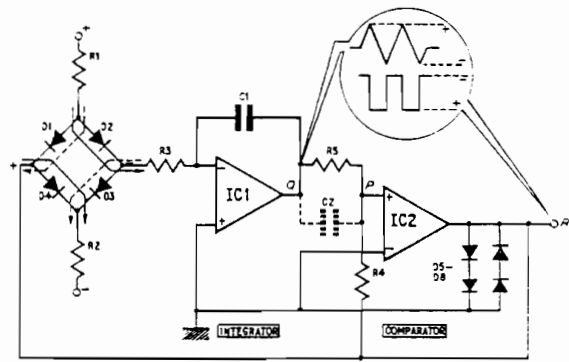 +
R1
D1
D2
+
D4
D3
R2
−
R3
C1
−
+
IC1
Q
R5
C2
P
R4
+
−
IC2
D5-
D8
R
+
−
−
+
INTEGRATOR
COMPARATOR